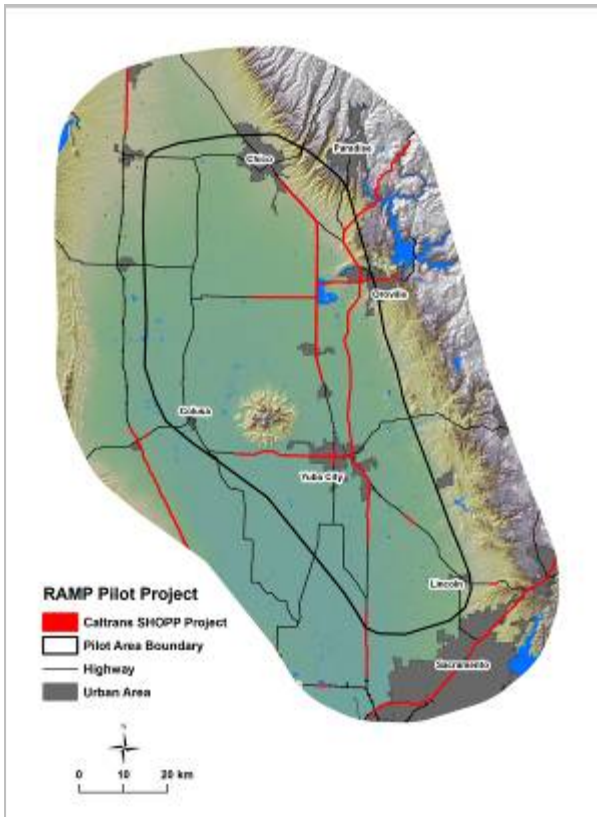 Chico
Paradise
Oroville
Colusa
Yuba City
Lincoln
Sacramento
RAMP Pilot Project
Caltrans SHOPP Project
Pilot Area Boundary
Highway
Urban Area
N
0 10 20 km